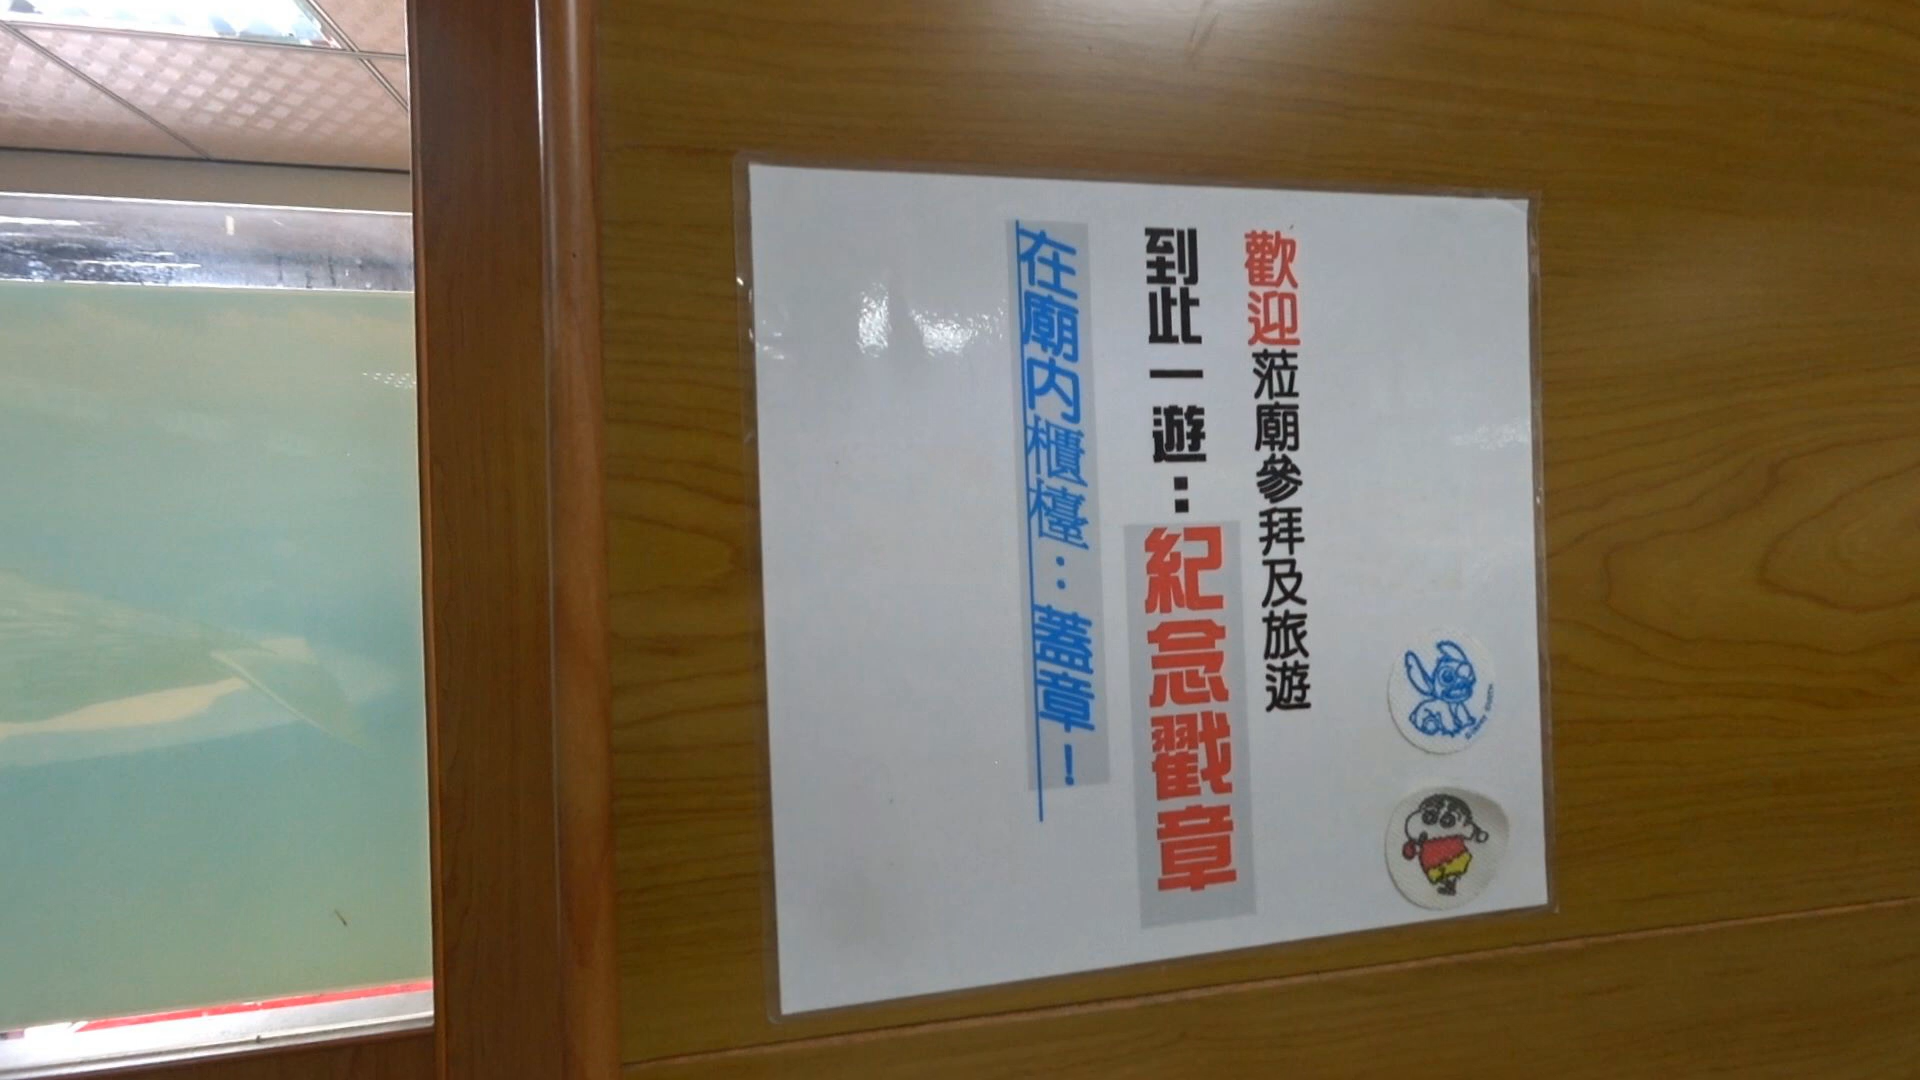 歡迎蒞廟參拜及旅遊
到此一遊：紀念戳章
在廟內櫃檯：蓋章！